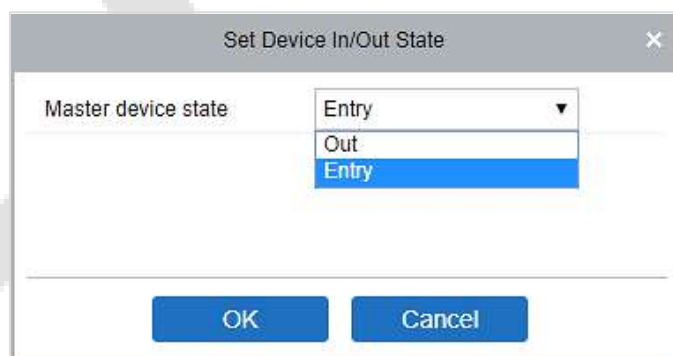 Set Device In/Out State
Master device state Entry
Out
Entry
OK Cancel